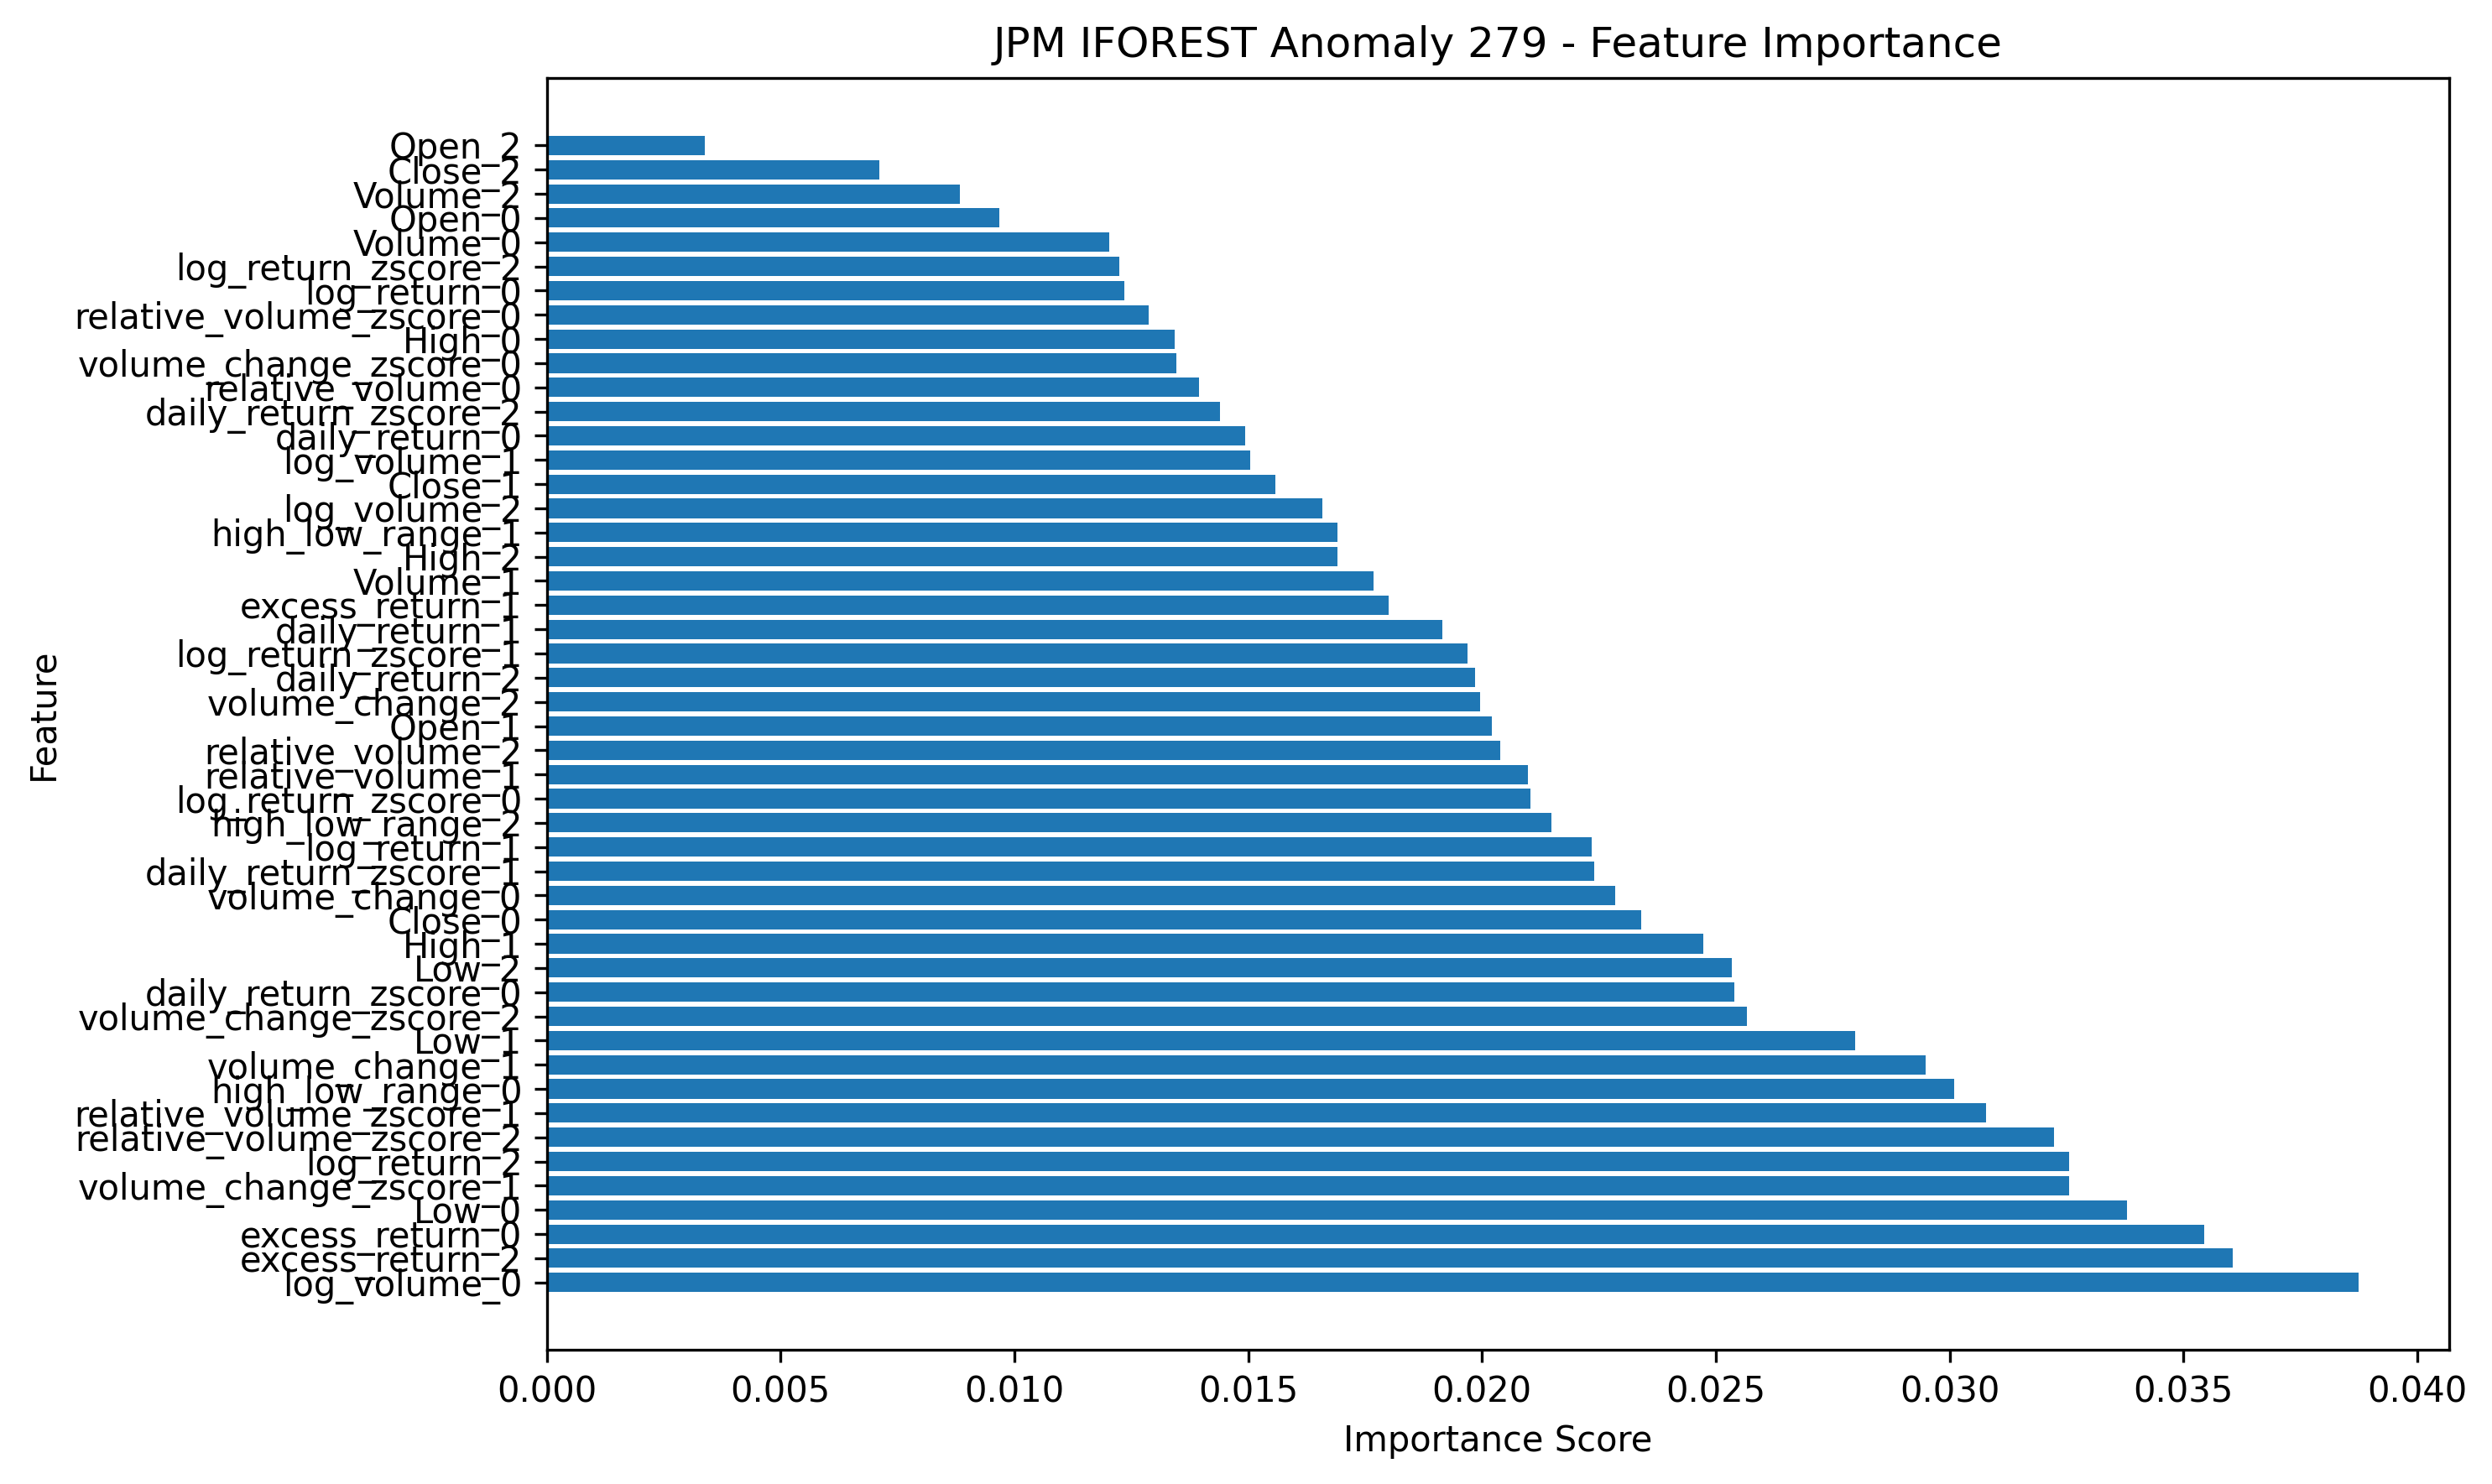 JPM IFOREST Anomaly 279 - Feature Importance
Open_2
Close_2
Volume_2
Open_0
Volume_0
log_return_zscore_2
log_return_0
relative_volume_zscore_0
High_0
volume_change_zscore_0
relative_volume_0
daily_return_zscore_2
daily_return_0
log_volume_1
Close_1
log_volume_2
high_low_range_1
High_2
Volume_1
excess_return_1
daily_return_1
log_return_zscore_1
daily_return_2
volume_change_2
Open_1
relative_volume_2
relative_volume_1
log_return_zscore_0
high_low_range_2
log_return_1
daily_return_zscore_1
volume_change_0
Close_0
High_1
Low_2
daily_return_zscore_0
volume_change_zscore_2
Low_1
volume_change_1
high_low_range_0
relative_volume_zscore_1
relative_volume_zscore_2
log_return_2
volume_change_zscore_1
Low_0
excess_return_0
excess_return_2
log_volume_0
Feature
0.000 0.005 0.010 0.015 0.020 0.025 0.030 0.035 0.040
Importance Score